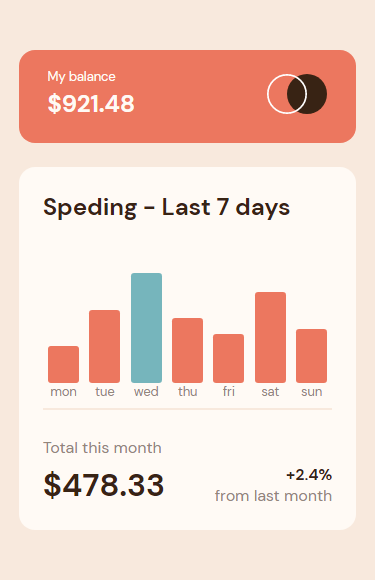 My balance
$921.48
Speding - Last 7 days
mon tue wed thu fri sat sun
Total this month
$478.33
+2.4%
from last month